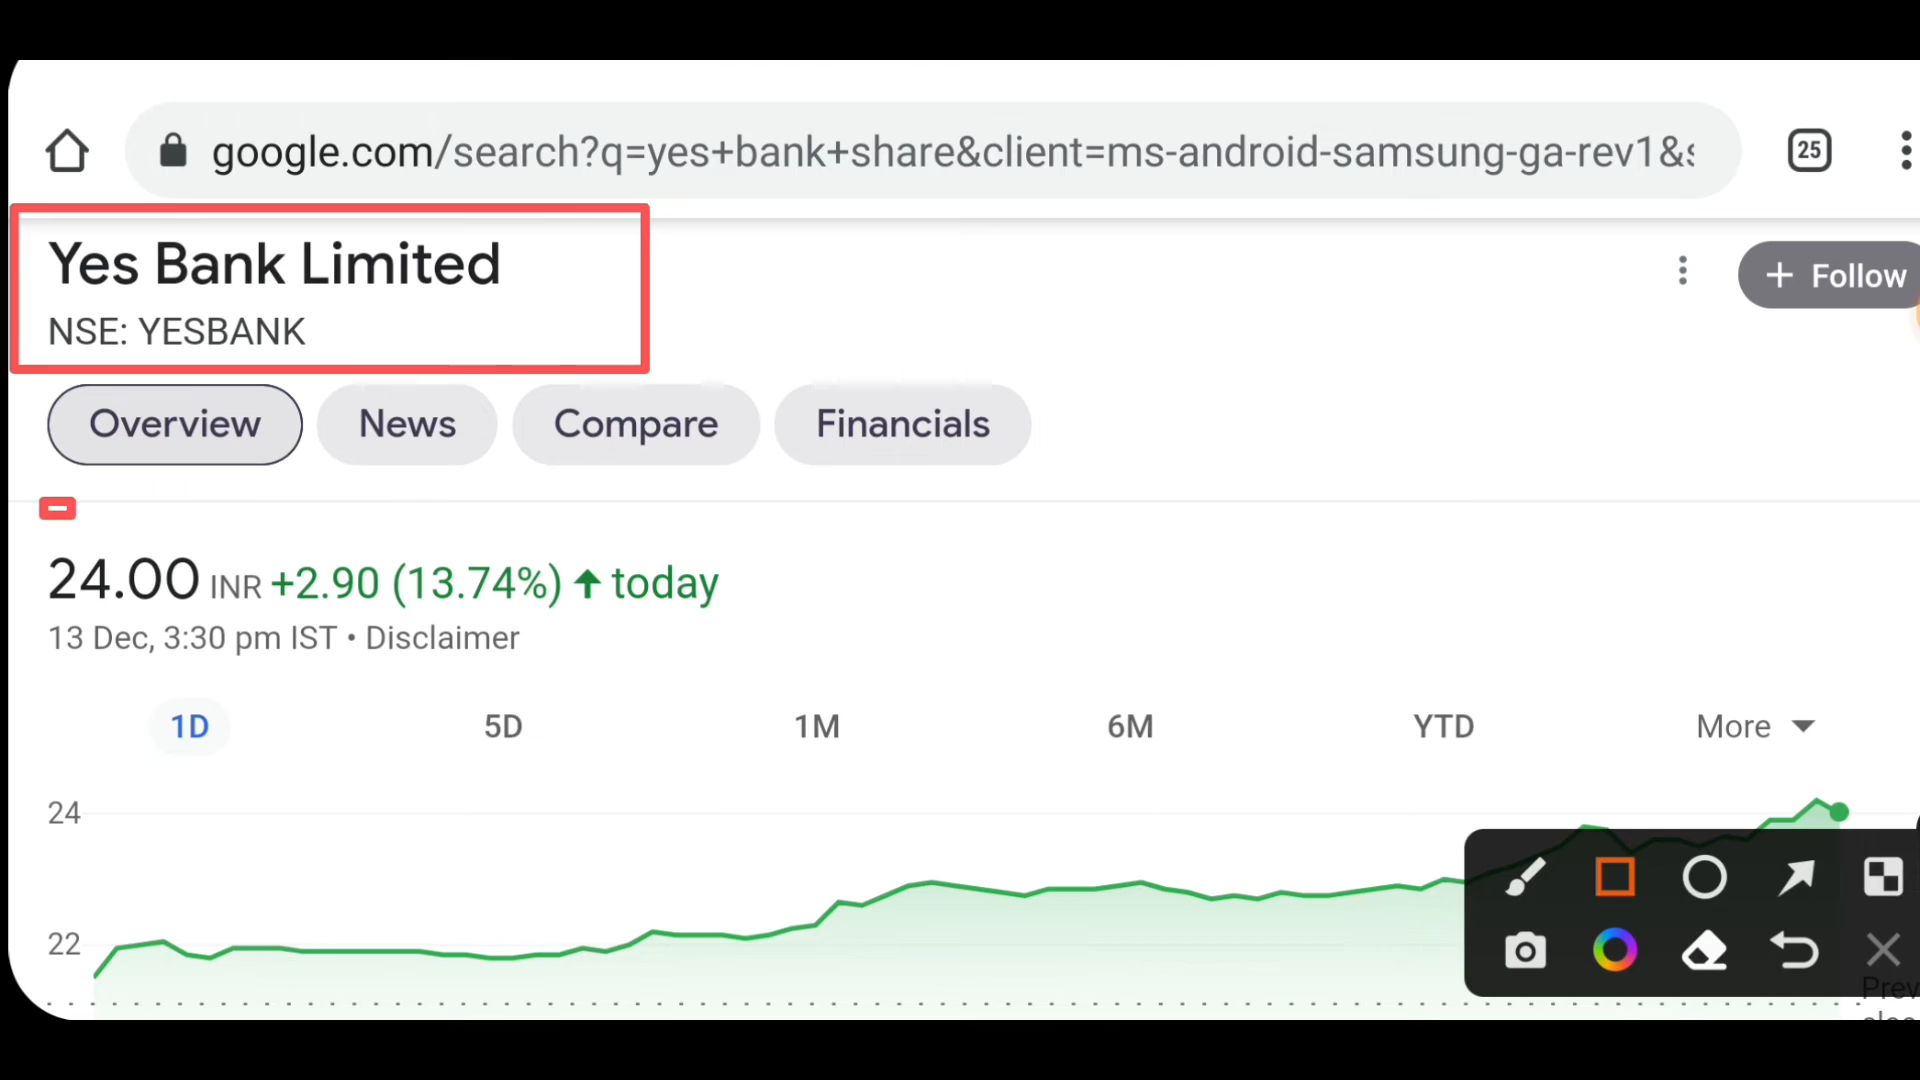 google.com/search?q=yes+bank+share&client=ms-android-samsung-ga-rev1&s
25
Yes Bank Limited
NSE: YESBANK
+ Follow
Overview News Compare Financials
24.00 INR +2.90 (13.74%) ↑ today
13 Dec, 3:30 pm IST • Disclaimer
1D 5D 1M 6M YTD More
24
22
Prev